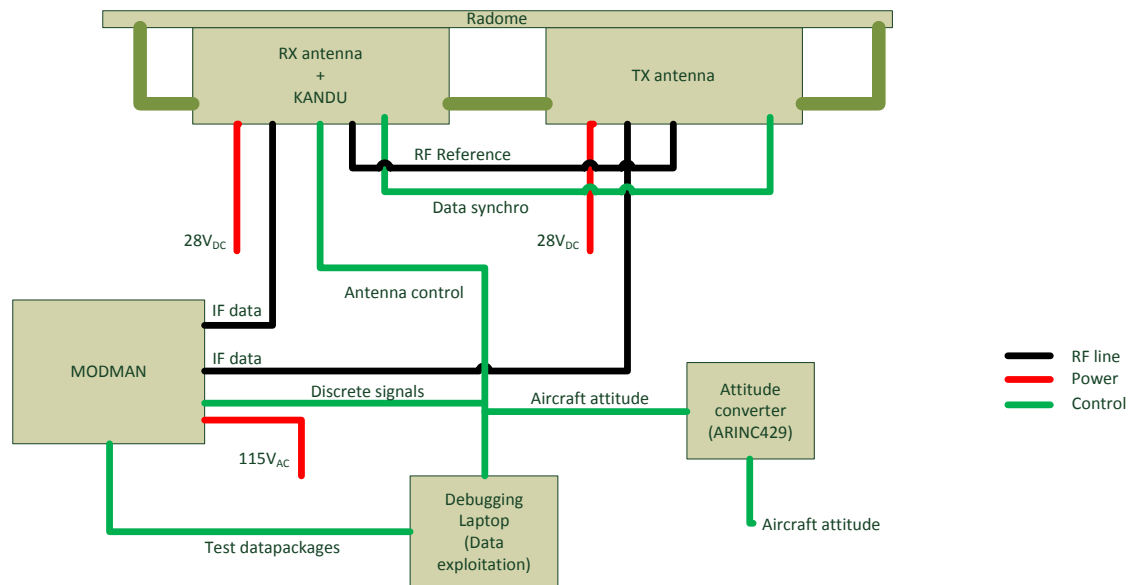 Radome
RX antenna
+
KANDU
TX antenna
RF Reference
Data synchro
28VDC
28VDC
Antenna control
IF data
IF data
MODMAN
Discrete signals
Aircraft attitude
115VAC
Attitude
converter
(ARINC429)
Debugging
Laptop
(Data
exploitation)
Test datapackages
Aircraft attitude
RF line
Power
Control